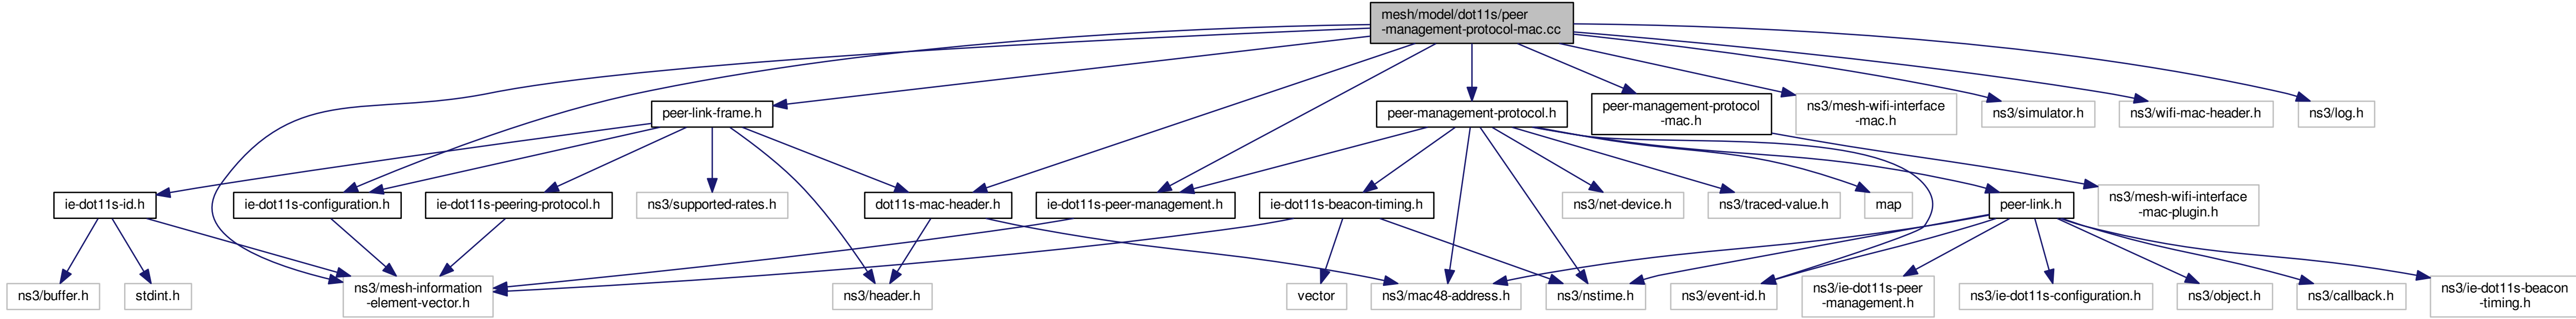 mesh/model/dot11s/peer
-management-protocol-mac.cc
peer-link-frame.h
peer-management-protocol.h
peer-management-protocol
-mac.h
ns3/mesh-wifi-interface
-mac.h
ns3/simulator.h
ns3/wifi-mac-header.h
ns3/log.h
ie-dot11s-id.h
ie-dot11s-configuration.h
ie-dot11s-peering-protocol.h
ns3/supported-rates.h
dot11s-mac-header.h
ie-dot11s-peer-management.h
ie-dot11s-beacon-timing.h
ns3/net-device.h
ns3/traced-value.h
map
peer-link.h
ns3/mesh-wifi-interface
-mac-plugin.h
ns3/buffer.h
stdint.h
ns3/mesh-information
-element-vector.h
ns3/header.h
vector
ns3/mac48-address.h
ns3/nstime.h
ns3/event-id.h
ns3/ie-dot11s-peer
-management.h
ns3/ie-dot11s-configuration.h
ns3/object.h
ns3/callback.h
ns3/ie-dot11s-beacon
-timing.h